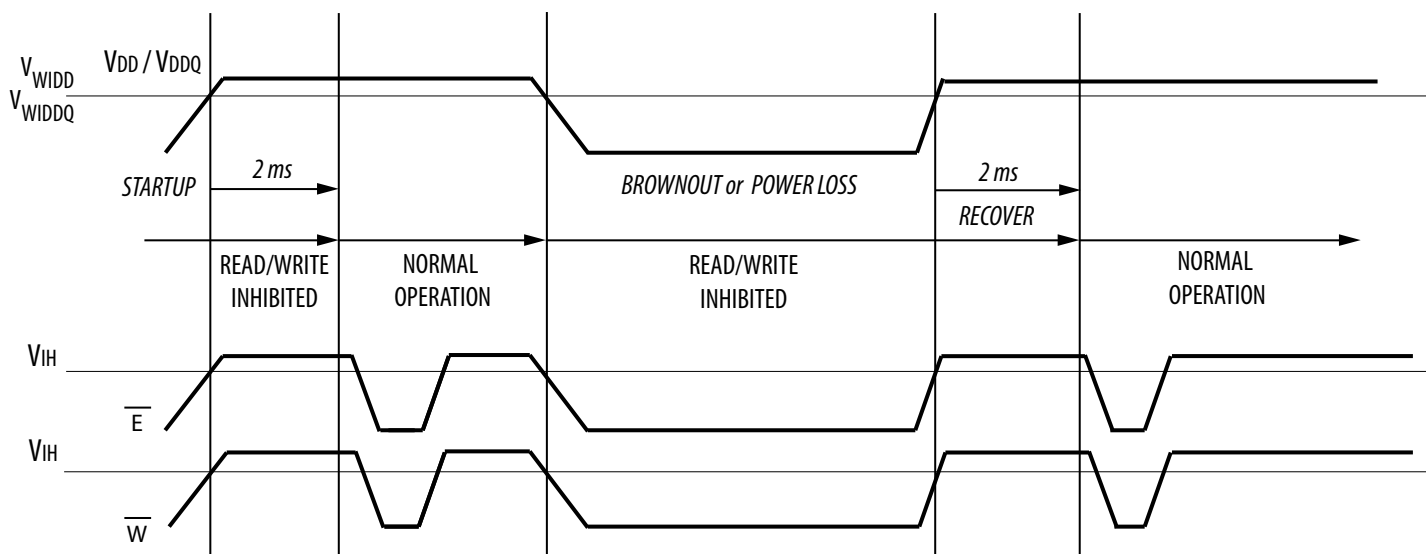 VWIDD
VDD / VDDQ
VWIDDQ
STARTUP
2 ms
BROWNOUT or POWER LOSS
2 ms
RECOVER
READ/WRITE
INHIBITED
NORMAL
OPERATION
READ/WRITE
INHIBITED
NORMAL
OPERATION
VIH
E
VIH
W